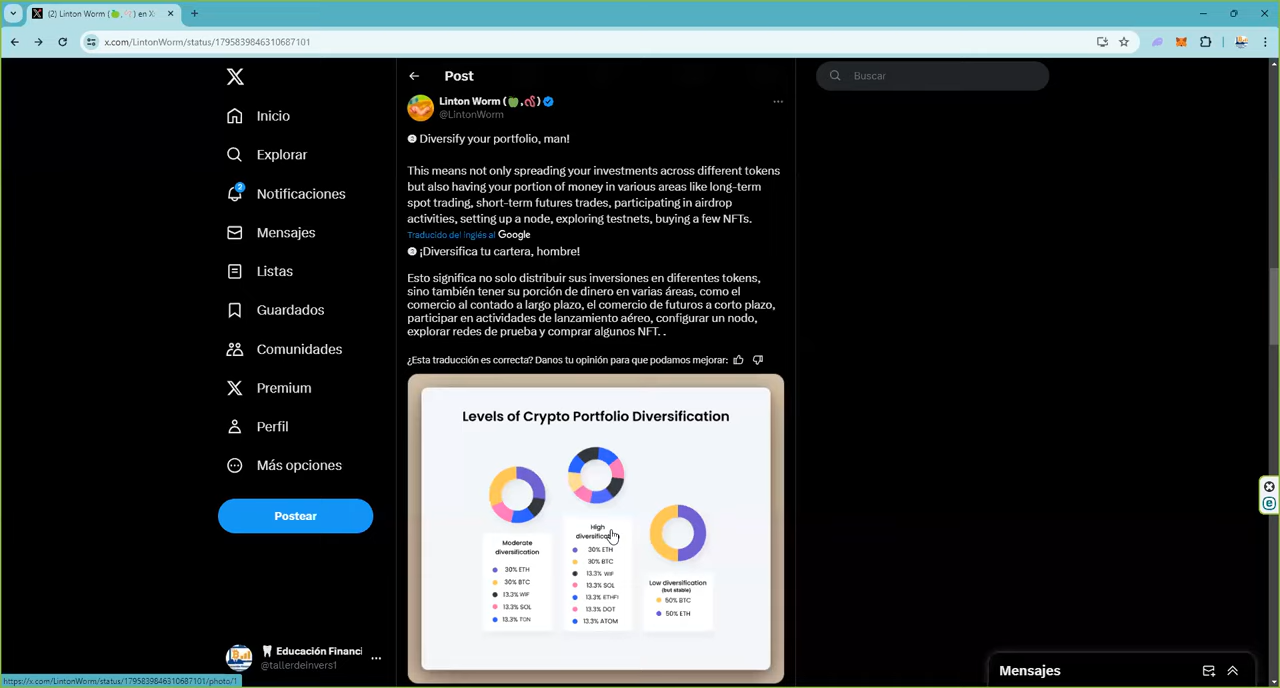 (2) Linton Worm (🍏,🪱) en X
x.com/LintonWorm/status/1795839846310687101
Inicio
Explorar
2
Notificaciones
Mensajes
Listas
Guardados
Comunidades
Premium
Perfil
Más opciones
Postear
🦷 Educación Financi
@tallerdeinvers1
Post
Linton Worm (🍏,🪱)
@LintonWorm
❸ Diversify your portfolio, man!
This means not only spreading your investments across different tokens
but also having your portion of money in various areas like long-term
spot trading, short-term futures trades, participating in airdrop
activities, setting up a node, exploring testnets, buying a few NFTs.
Traducido del inglés al Google
❸ ¡Diversifica tu cartera, hombre!
Esto significa no solo distribuir sus inversiones en diferentes tokens,
sino también tener su porción de dinero en varias áreas, como el
comercio al contado a largo plazo, el comercio de futuros a corto plazo,
participar en actividades de lanzamiento aéreo, configurar un nodo,
explorar redes de prueba y comprar algunos NFT. .
¿Esta traducción es correcta? Danos tu opinión para que podamos mejorar:
Levels of Crypto Portfolio Diversification
Moderate
diversification
30% ETH
30% BTC
13.3% WIF
13.3% SOL
13.3% TON
High
30% ETH
30% BTC
13.3% WIF
13.3% SOL
13.3% ETHFI
13.3% DOT
13.3% ATOM
Low diversification
(but stable)
50% BTC
50% ETH
Buscar
Mensajes
https://x.com/LintonWorm/status/1795839846310687101/photo/1